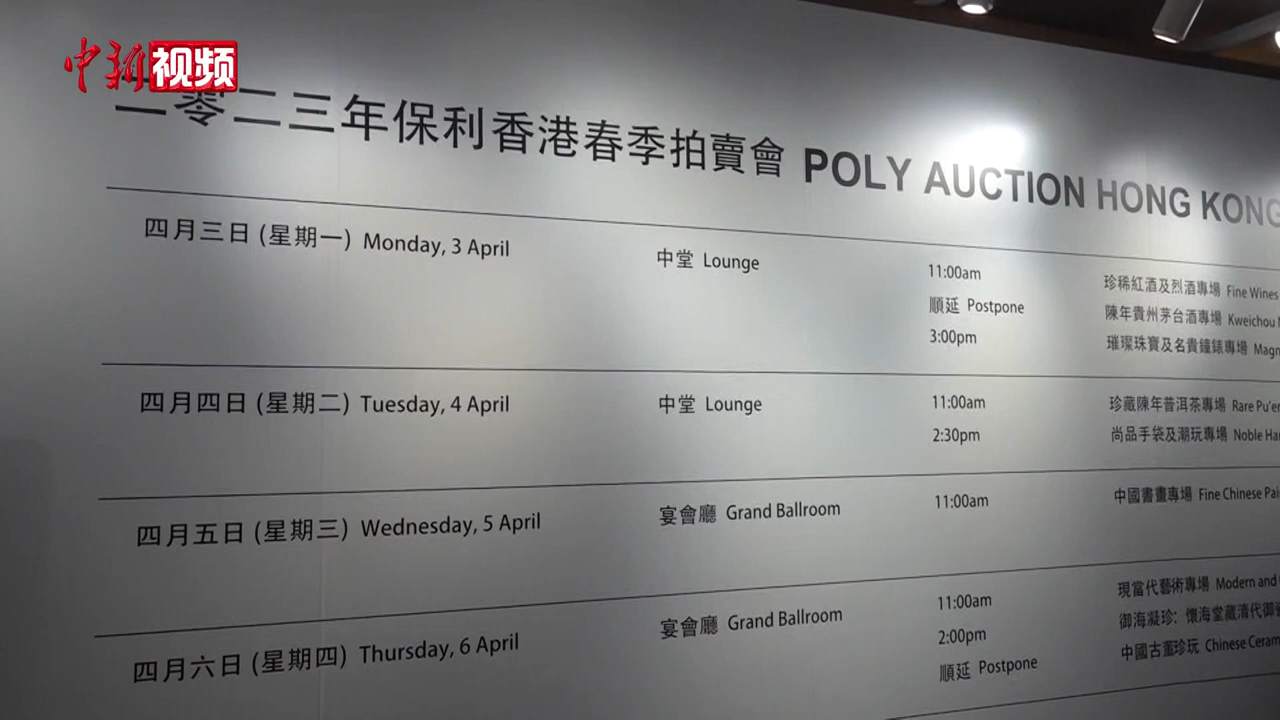 中新视频
二零二三年保利香港春季拍賣會 POLY AUCTION HONG KONG
四月三日 (星期一) Monday, 3 April 中堂 Lounge 11:00am 珍稀紅酒及烈酒專場 Fine Wines
順延 Postpone 陳年貴州茅台酒專場 Kweichou
3:00pm 璀璨珠寶及名貴鐘錶專場
四月四日 (星期二) Tuesday, 4 April 中堂 Lounge 11:00am 珍藏陳年普洱茶專場 Rare Pu'er
2:30pm 尚品手袋及潮玩專場 Noble
四月五日 (星期三) Wednesday, 5 April 宴會廳 Grand Ballroom 11:00am 中國書畫專場 Fine Chinese
四月六日 (星期四) Thursday, 6 April 宴會廳 Grand Ballroom 11:00am 現當代藝術專場 Modern and
2:00pm 御海凝珍：懷海堂藏清代御
順延 Postpone 中國古董珍玩 Chinese